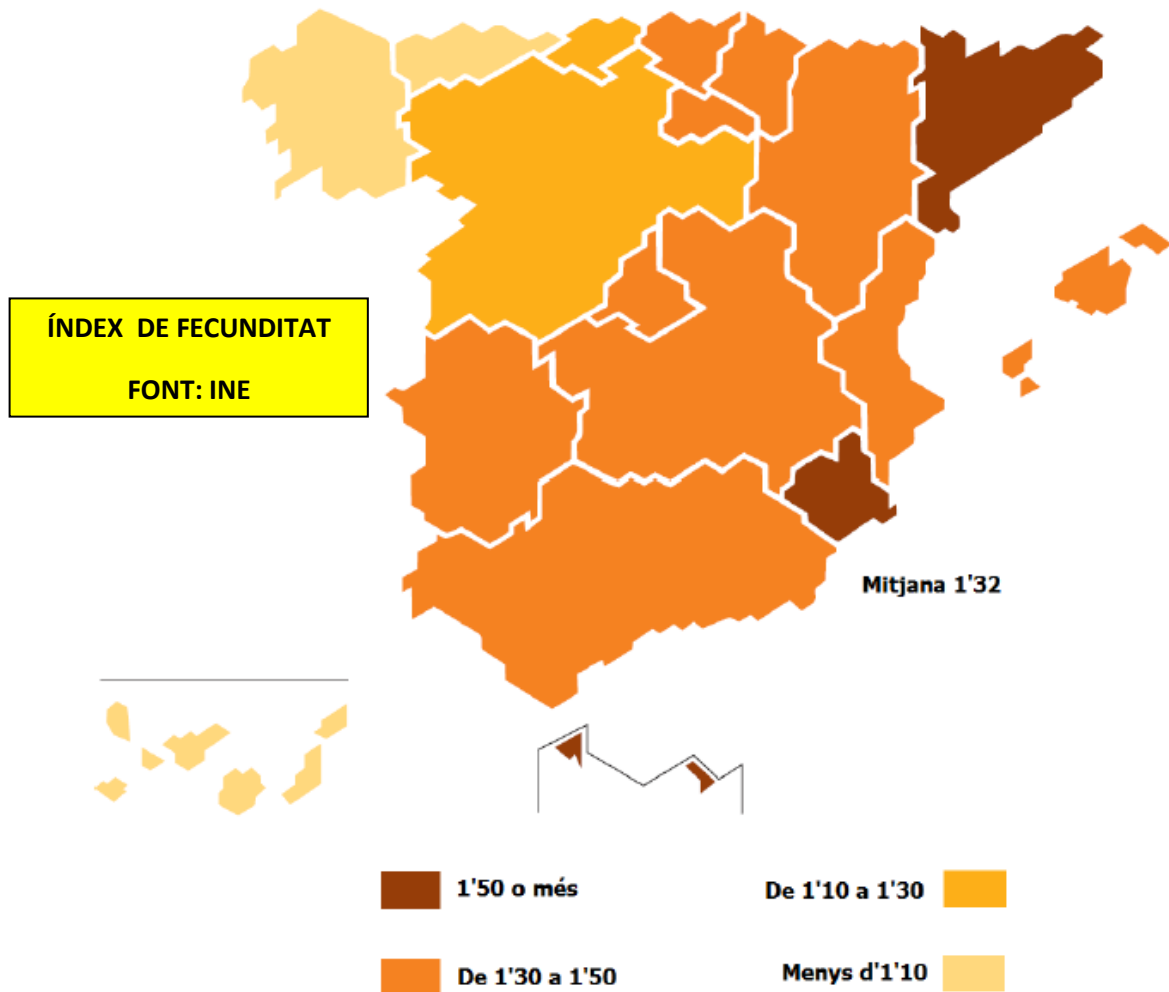 ÍNDEX DE FECUNDITAT
FONT: INE
Mitjana 1'32
1'50 o més
De 1'10 a 1'30
De 1'30 a 1'50
Menys d'1'10